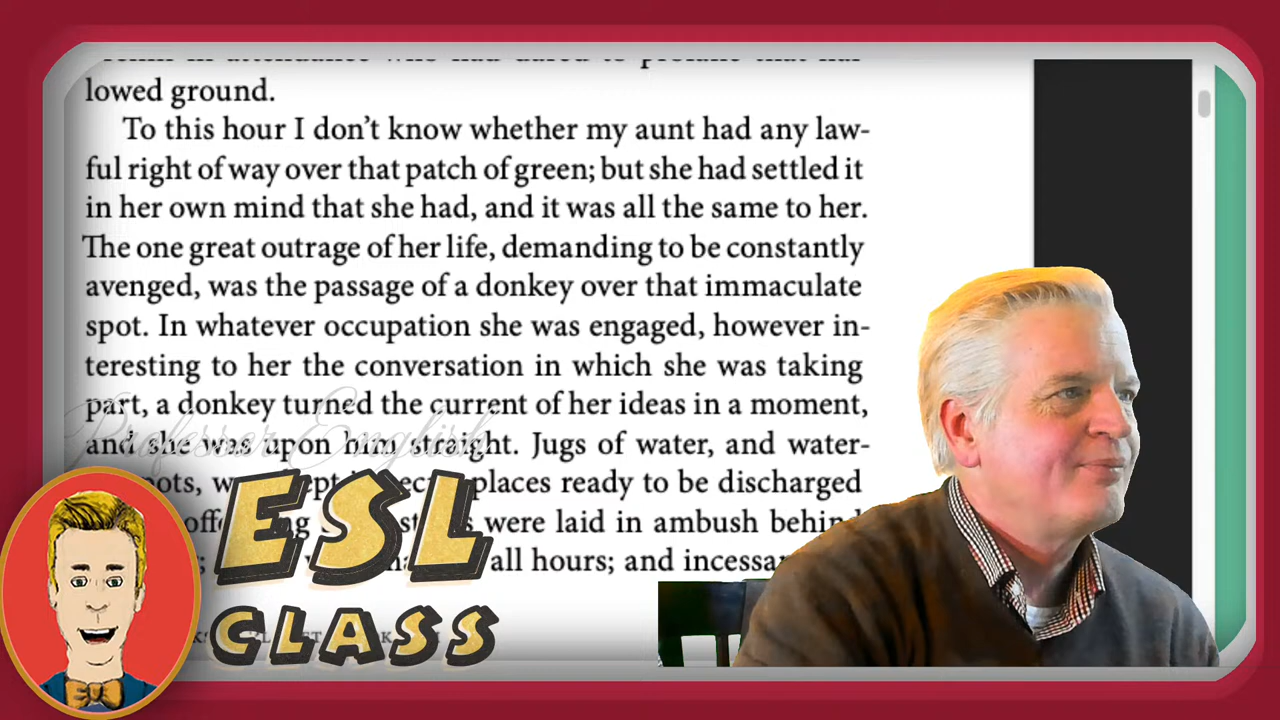 lowed ground.
To this hour I don't know whether my aunt had any law-
ful right of way over that patch of green; but she had settled it
in her own mind that she had, and it was all the same to her.
The one great outrage of her life, demanding to be constantly
avenged, was the passage of a donkey over that immaculate
spot. In whatever occupation she was engaged, however in-
teresting to her the conversation in which she was taking
part, a donkey turned the current of her ideas in a moment,
and she was upon him straight. Jugs of water, and water-
places ready to be discharged
were laid in ambush behind
all hours; and
Professor English
ESL
CLASS